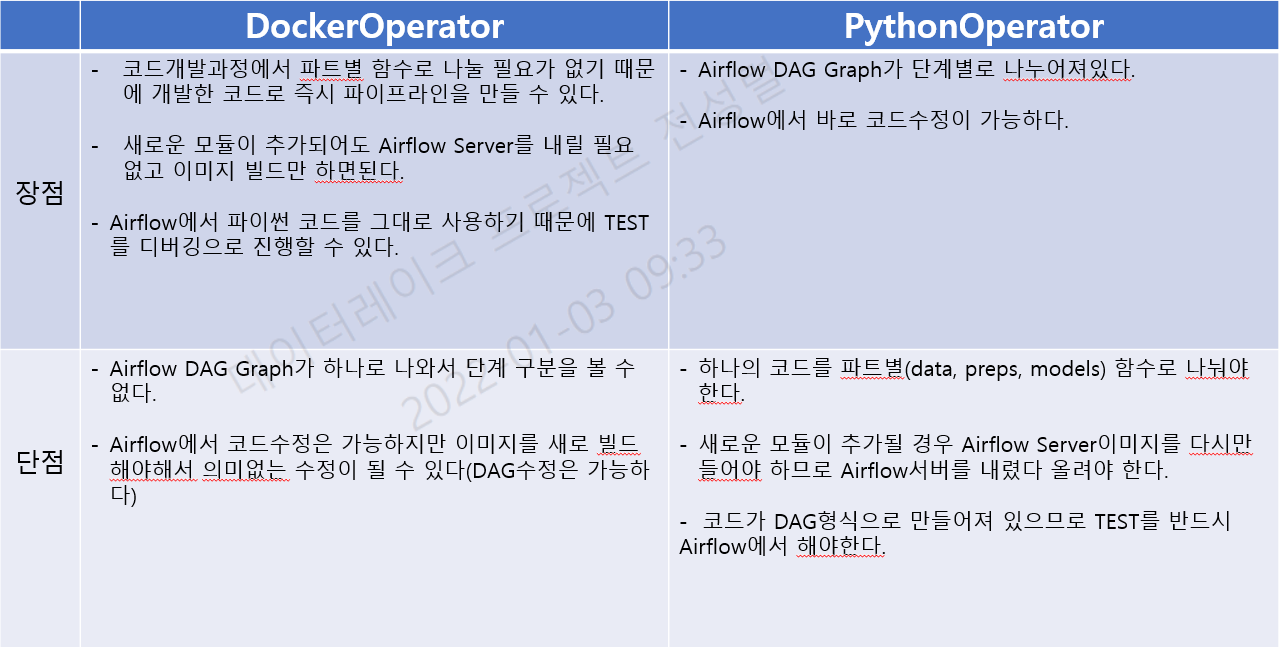 DockerOperator
PythonOperator
장점
- 코드개발과정에서 파트별 함수로 나눌 필요가 없기 때문
에 개발한 코드로 즉시 파이프라인을 만들 수 있다.
- 새로운 모듈이 추가되어도 Airflow Server를 내릴 필요
없고 이미지 빌드만 하면된다.
- Airflow에서 파이썬 코드를 그대로 사용하기 때문에 TEST
를 디버깅으로 진행할 수 있다.
- Airflow DAG Graph가 단계별로 나누어져있다.
- Airflow에서 바로 코드수정이 가능하다.
단점
- Airflow DAG Graph가 하나로 나와서 단계 구분을 볼 수
없다.
- Airflow에서 코드수정은 가능하지만 이미지를 새로 빌드
해야해서 의미없는 수정이 될 수 있다(DAG수정은 가능하
다)
- 하나의 코드를 파트별(data, preps, models) 함수로 나눠야
한다.
- 새로운 모듈이 추가될 경우 Airflow Server이미지를 다시만
들어야 하므로 Airflow서버를 내렸다 올려야 한다.
- 코드가 DAG형식으로 만들어져 있으므로 TEST를 반드시
Airflow에서 해야한다.
데이터레이크 프로젝트 전성널
2022-01-03 09:33